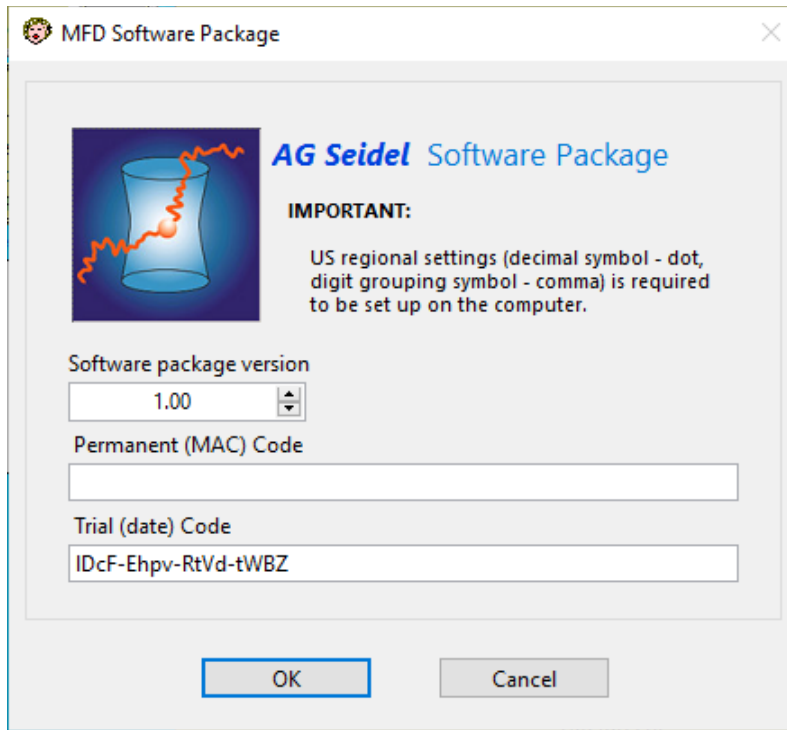 MFD Software Package
AG Seidel Software Package
IMPORTANT:
US regional settings (decimal symbol - dot,
digit grouping symbol - comma) is required
to be set up on the computer.
Software package version
1.00
Permanent (MAC) Code
Trial (date) Code
IDcF-Ehpv-RtVd-tWBZ
OK
Cancel